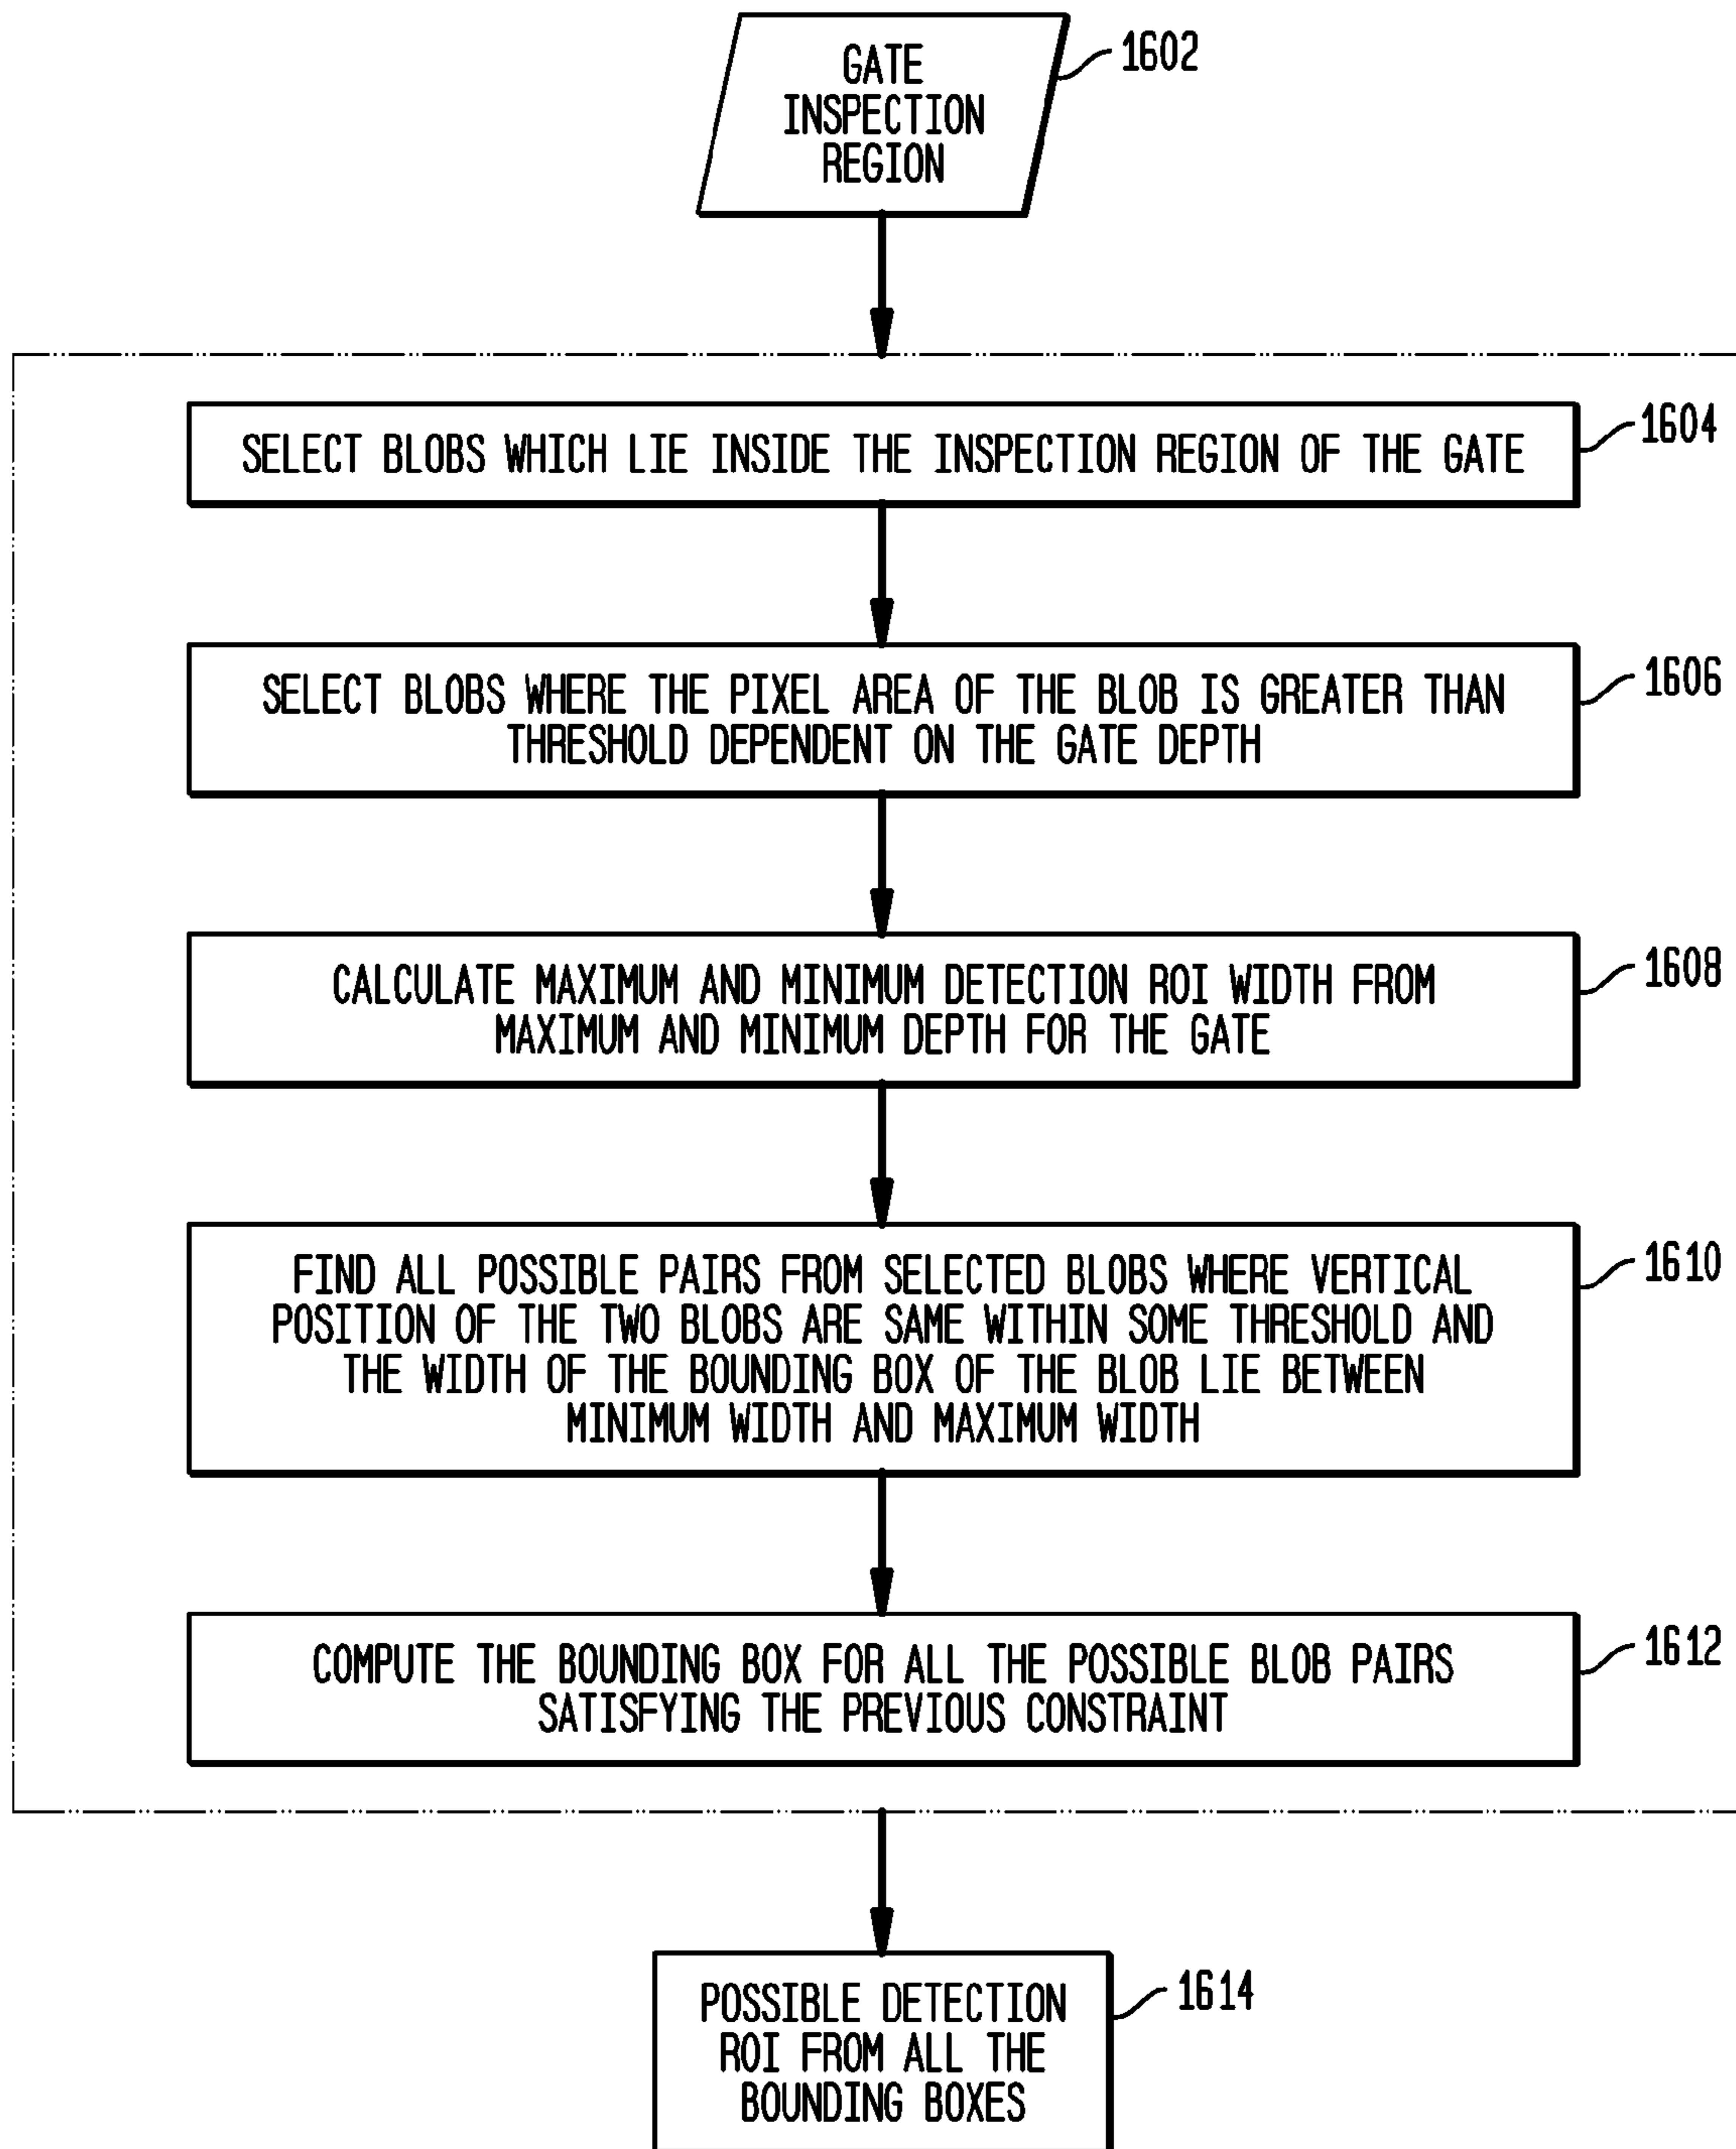 GATE
INSPECTION
REGION
1602
SELECT BLOBS WHICH LIE INSIDE THE INSPECTION REGION OF THE GATE
1604
SELECT BLOBS WHERE THE PIXEL AREA OF THE BLOB IS GREATER THAN
THRESHOLD DEPENDENT ON THE GATE DEPTH
1606
CALCULATE MAXIMUM AND MINIMUM DETECTION ROI WIDTH FROM
MAXIMUM AND MINIMUM DEPTH FOR THE GATE
1608
FIND ALL POSSIBLE PAIRS FROM SELECTED BLOBS WHERE VERTICAL
POSITION OF THE TWO BLOBS ARE SAME WITHIN SOME THRESHOLD AND
THE WIDTH OF THE BOUNDING BOX OF THE BLOB LIE BETWEEN
MINIMUM WIDTH AND MAXIMUM WIDTH
1610
COMPUTE THE BOUNDING BOX FOR ALL THE POSSIBLE BLOB PAIRS
SATISFYING THE PREVIOUS CONSTRAINT
1612
POSSIBLE DETECTION
ROI FROM ALL THE
BOUNDING BOXES
1614